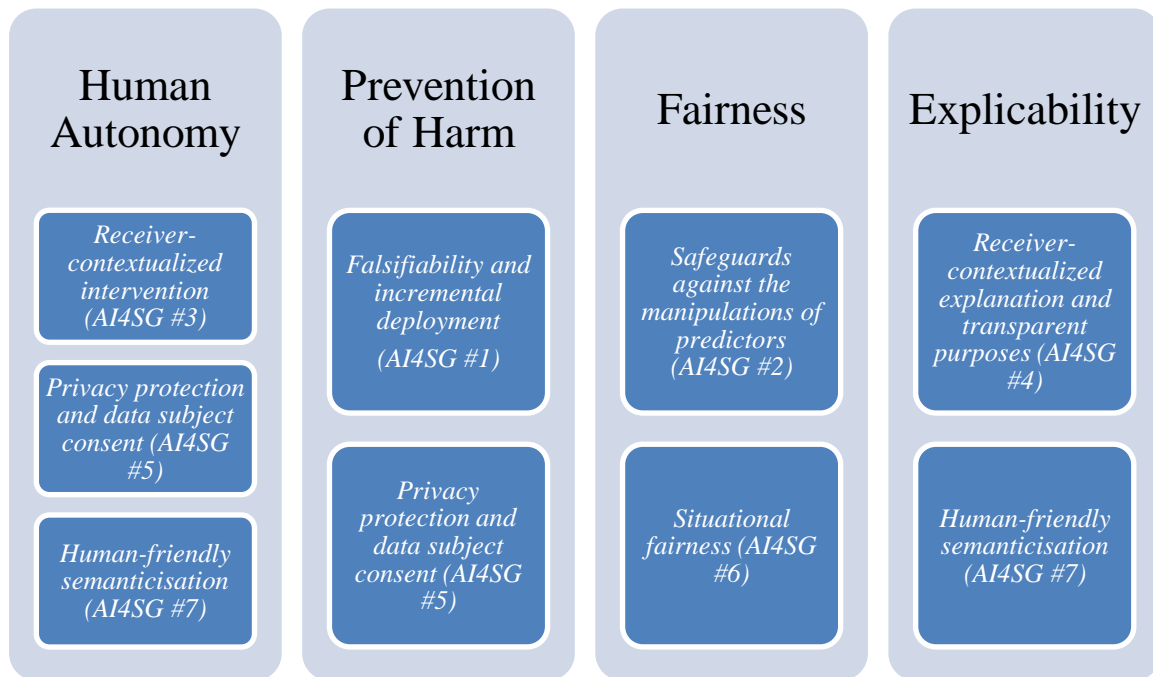 Human
Autonomy
Receiver-
contextualized
intervention
(AI4SG #3)
Privacy protection
and data subject
consent (AI4SG
#5)
Human-friendly
semanticisation
(AI4SG #7)
Prevention
of Harm
Falsifiability and
incremental
deployment
(AI4SG #1)
Privacy
protection and
data subject
consent (AI4SG
#5)
Fairness
Safeguards
against the
manipulations of
predictors
(AI4SG #2)
Situational
fairness (AI4SG
#6)
Explicability
Receiver-
contextualized
explanation and
transparent
purposes (AI4SG
#4)
Human-friendly
semanticisation
(AI4SG #7)